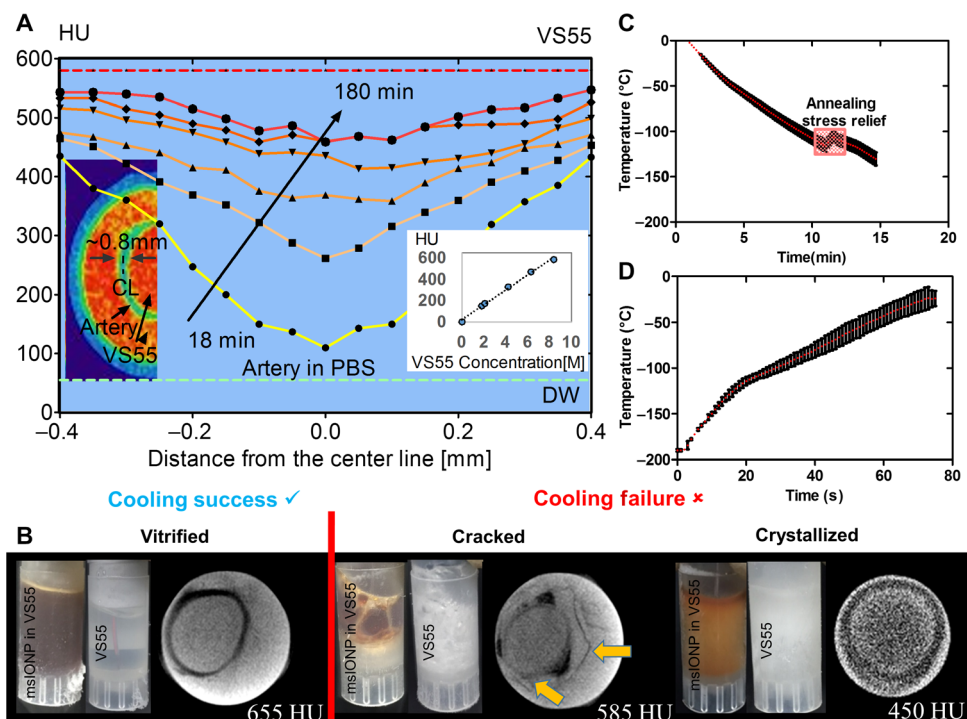 A
HU
VS55
600
500
400
300
200
100
0
180 min
18 min
~0.8mm
CL
Artery
VS55
Artery in PBS
DW
HU
600
400
200
0
0 2 4 6 8 10
VS55 Concentration[M]
–0.4 –0.2 0.0 0.2 0.4
Distance from the center line [mm]
C
0
−50
−100
−150
−200
Temperature (°C)
Annealing
stress relief
0 5 10 15 20
Time(min)
D
0
−50
−100
−150
−200
Temperature (°C)
0 20 40 60 80
Time (s)
Cooling success ✓
Cooling failure ✗
B
Vitrified
Cracked
Crystallized
msIONP in VS55
VS55
655 HU
msIONP in VS55
VS55
585 HU
msIONP in VS55
VS55
450 HU